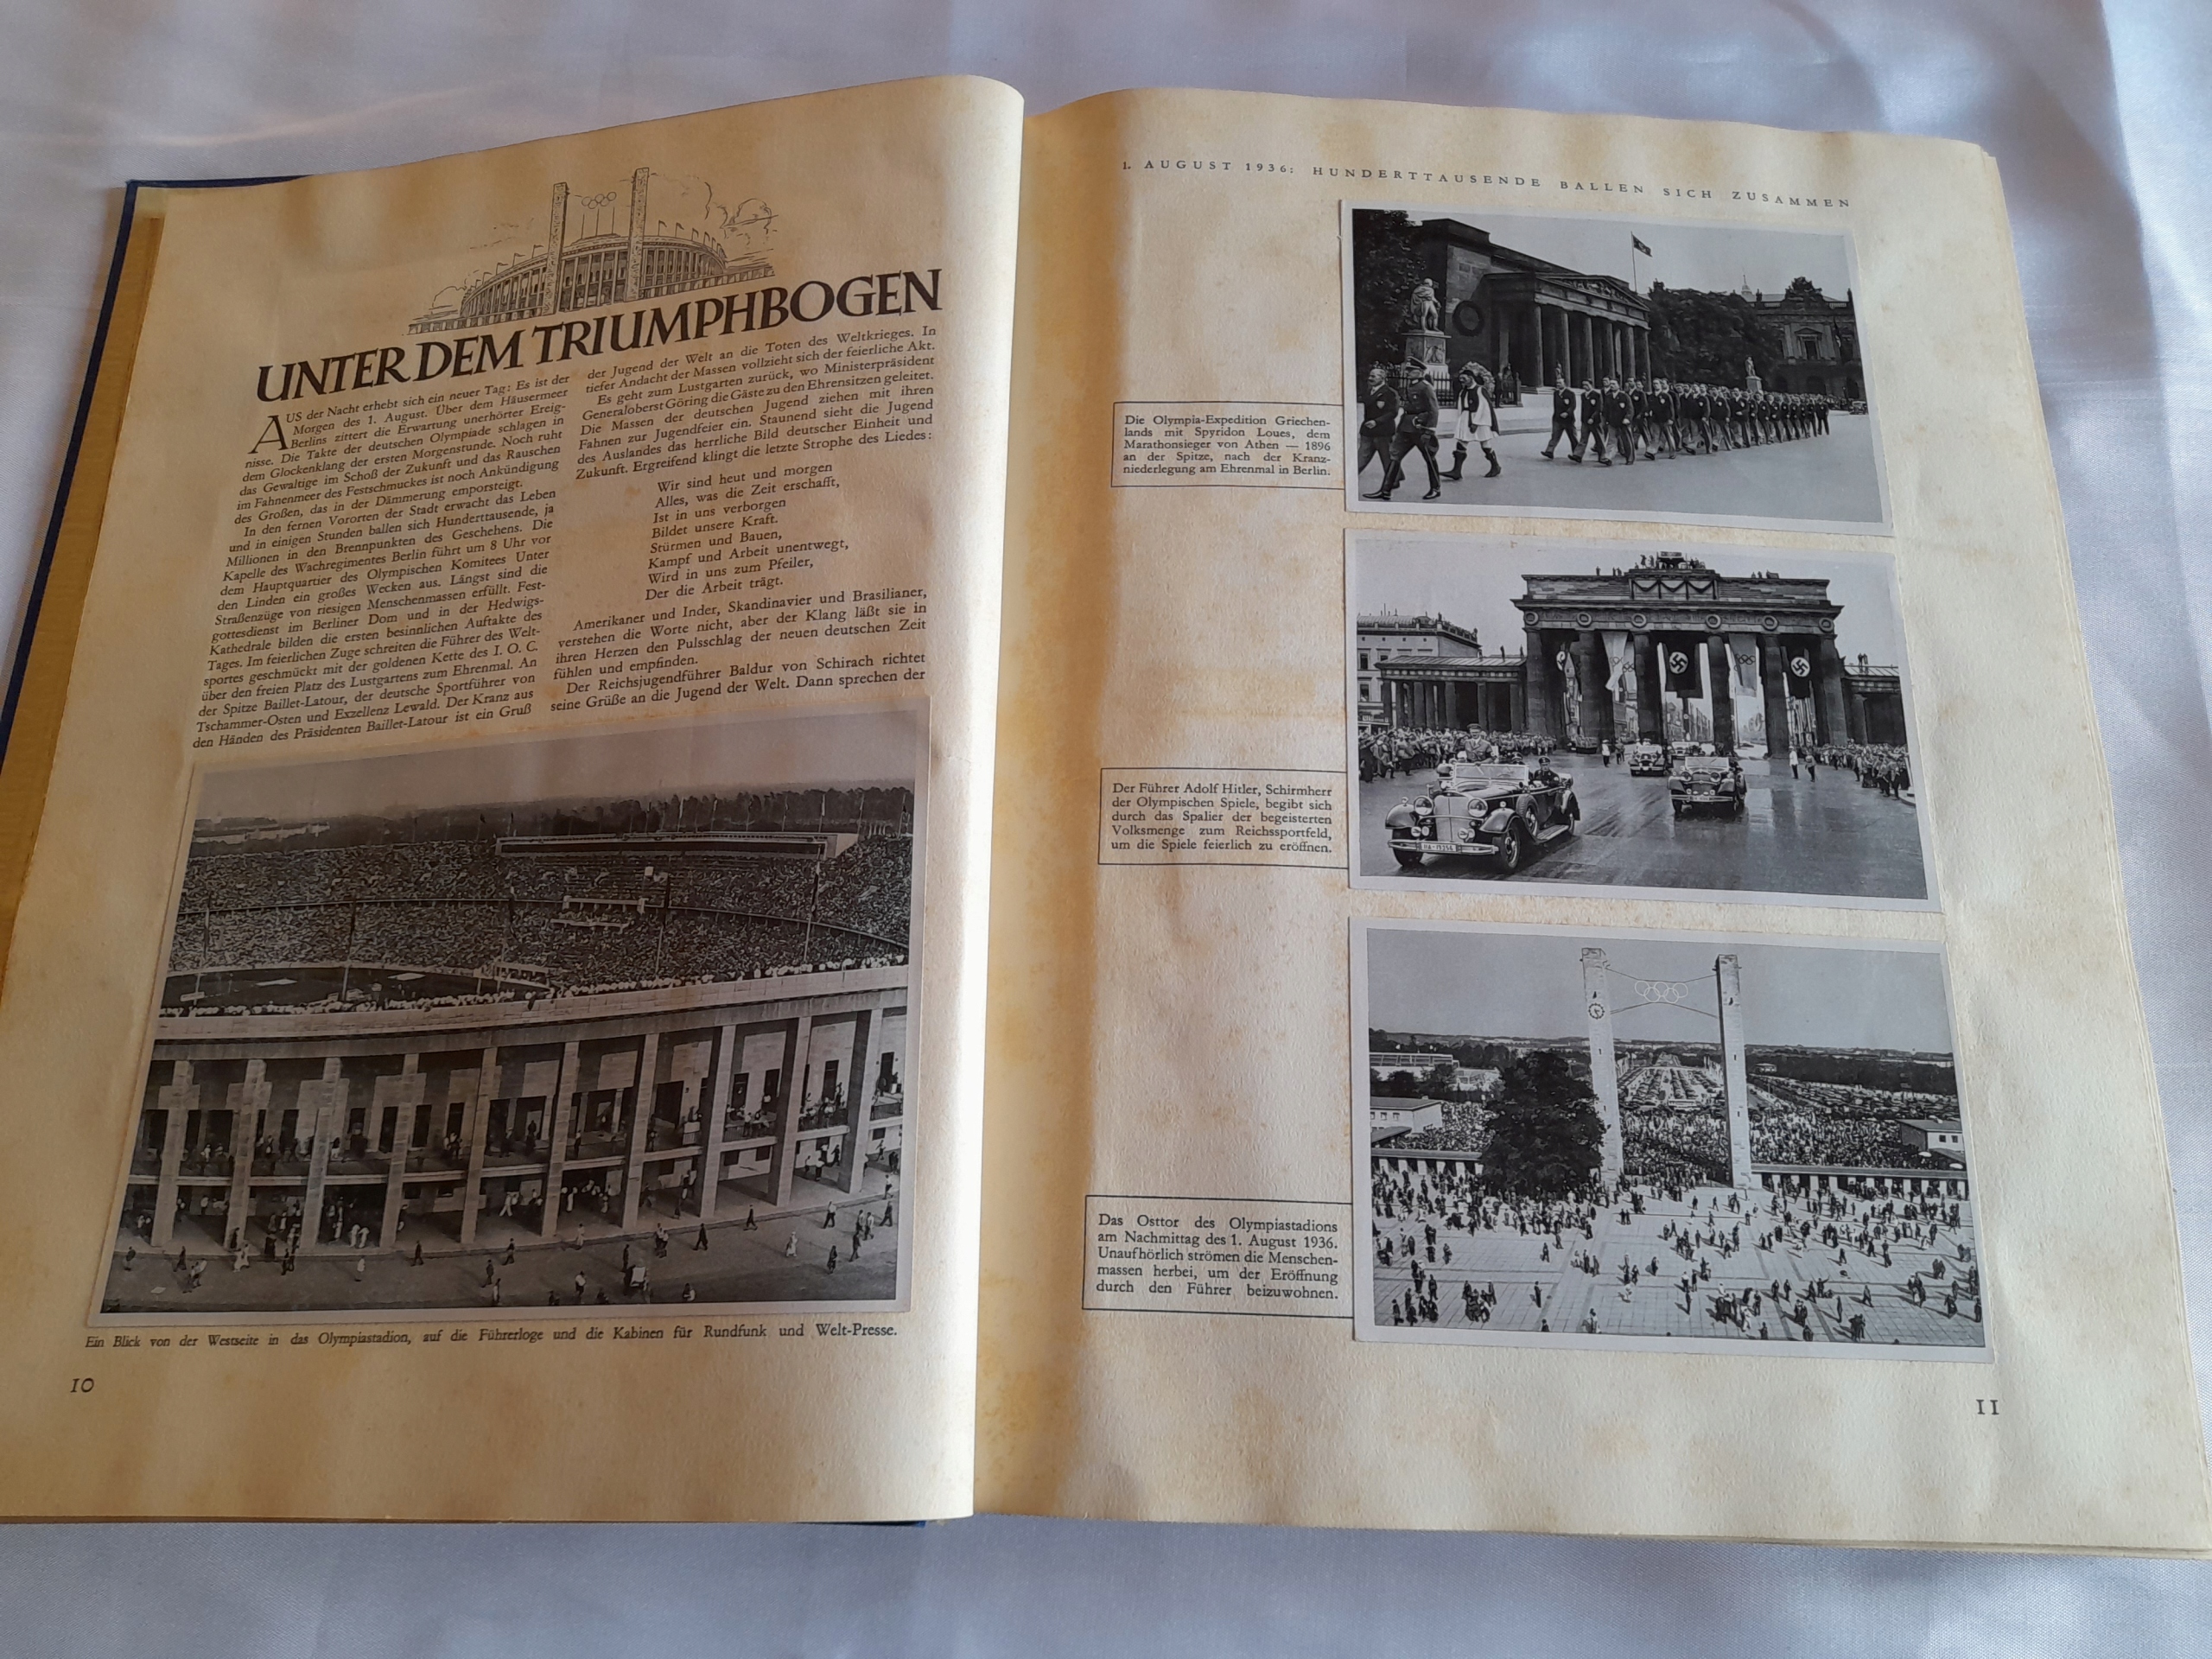 UNTER DEM TRIUMPHBOGEN
AUS der Nacht erhebt sich ein neuer Tag: Es ist der
Morgen des 1. August. Über dem Häusermeer
Berlins zittert die Erwartung unerhörter Ereig-
nisse. Die Takte der deutschen Olympiade schlagen in
dem Glockenklang der ersten Morgenstunde. Noch ruht
das Gewaltige im Schoß der Zukunft und das Rauschen
im Fahnenmeer des Festschmuckes ist noch Ankündigung
des Großen, das in der Dämmerung emporsteigt.
In den fernen Vororten der Stadt erwacht das Leben
und in einigen Stunden ballen sich Hunderttausende, ja
Millionen in den Brennpunkten des Geschehens. Die
Kapelle des Wachregimentes Berlin führt um 8 Uhr vor
dem Hauptquartier des Olympischen Komitees Unter
den Linden ein großes Wecken aus. Längst sind die
Straßenzüge von riesigen Menschenmassen erfüllt. Fest-
gottesdienst im Berliner Dom und in der Hedwigs-
Kathedrale bilden die ersten besinnlichen Auftakte des
Tages. Im feierlichen Zuge schreiten die Führer des Welt-
sportes geschmückt mit der goldenen Kette des I. O. C.
über den freien Platz des Lustgartens zum Ehrenmal. An
der Spitze Baillet-Latour, der deutsche Sportführer von
Tschammer-Osten und Exzellenz Lewald. Der Kranz aus
den Händen des Präsidenten Baillet-Latour ist ein Gruß
der Jugend der Welt an die Toten des Weltkrieges. In
tiefer Andacht der Massen vollzieht sich der feierliche Akt.
Es geht zum Lustgarten zurück, wo Ministerpräsident
Generaloberst Göring die Gäste zu den Ehrensitzen geleitet.
Die Massen der deutschen Jugend ziehen mit ihren
Fahnen zur Jugendfeier ein. Staunend sieht die Jugend
des Auslandes das herrliche Bild deutscher Einheit und
Zukunft. Ergreifend klingt die letzte Strophe des Liedes:
Wir sind heut und morgen
Alles, was die Zeit erschafft,
Ist in uns verborgen
Bildet unsere Kraft.
Stürmen und Bauen,
Kampf und Arbeit unentwegt,
Wird in uns zum Pfeiler,
Der die Arbeit trägt.
Amerikaner und Inder, Skandinavier und Brasilianer,
verstehen die Worte nicht, aber der Klang läßt sie in
ihren Herzen den Pulsschlag der neuen deutschen Zeit
fühlen und empfinden.
Der Reichsjugendführer Baldur von Schirach richtet
seine Grüße an die Jugend der Welt. Dann sprechen der
Ein Blick von der Westseite in das Olympiastadion, auf die Führerloge und die Kabinen für Rundfunk und Welt-Presse.
10
1. AUGUST 1936: HUNDERTTAUSENDE BALLEN SICH ZUSAMMEN
Die Olympia-Expedition Griechen-
lands mit Spyridon Loues, dem
Marathonsieger von Athen — 1896
an der Spitze, nach der Kranz-
niederlegung am Ehrenmal in Berlin.
Der Führer Adolf Hitler, Schirmherr
der Olympischen Spiele, begibt sich
durch das Spalier der begeisterten
Volksmenge zum Reichssportfeld,
um die Spiele feierlich zu eröffnen.
Das Osttor des Olympiastadions
am Nachmittag des 1. August 1936.
Unaufhörlich strömen die Menschen-
massen herbei, um der Eröffnung
durch den Führer beizuwohnen.
11